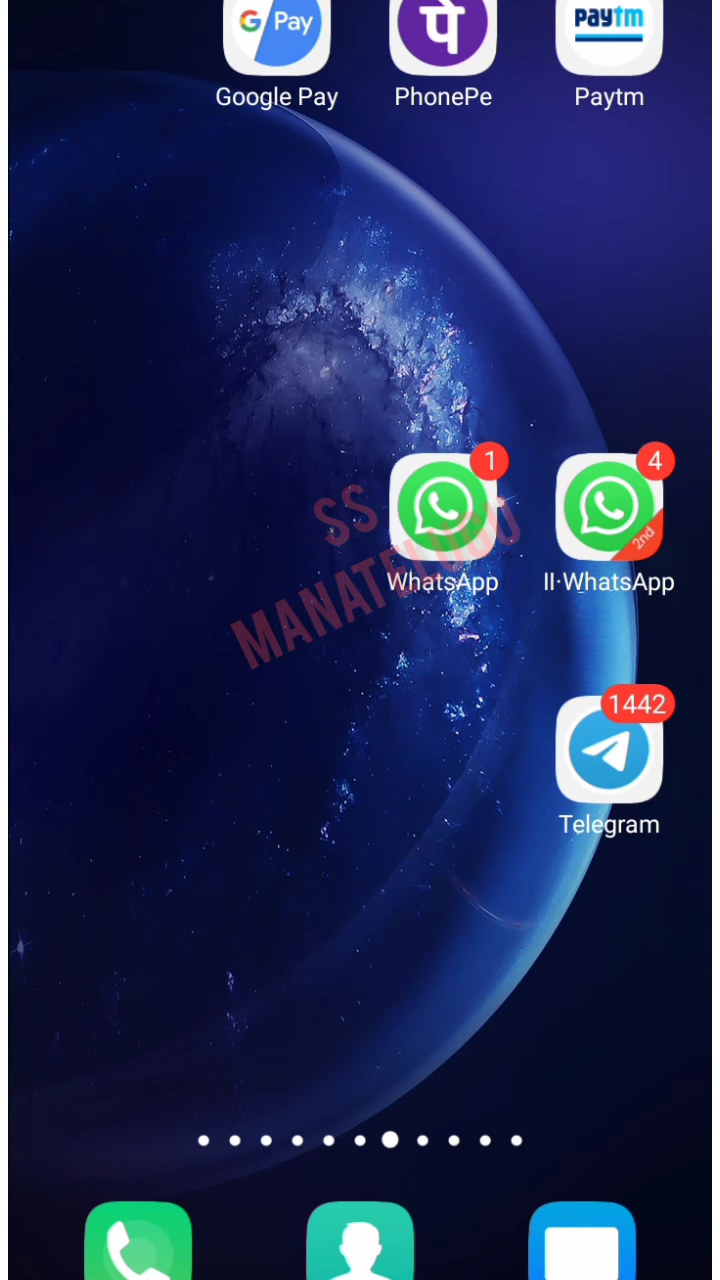 G Pay
पे
paytm
Google Pay
PhonePe
Paytm
1
4
2nd
WhatsApp
II·WhatsApp
SS
MANATELUGU
1442
Telegram